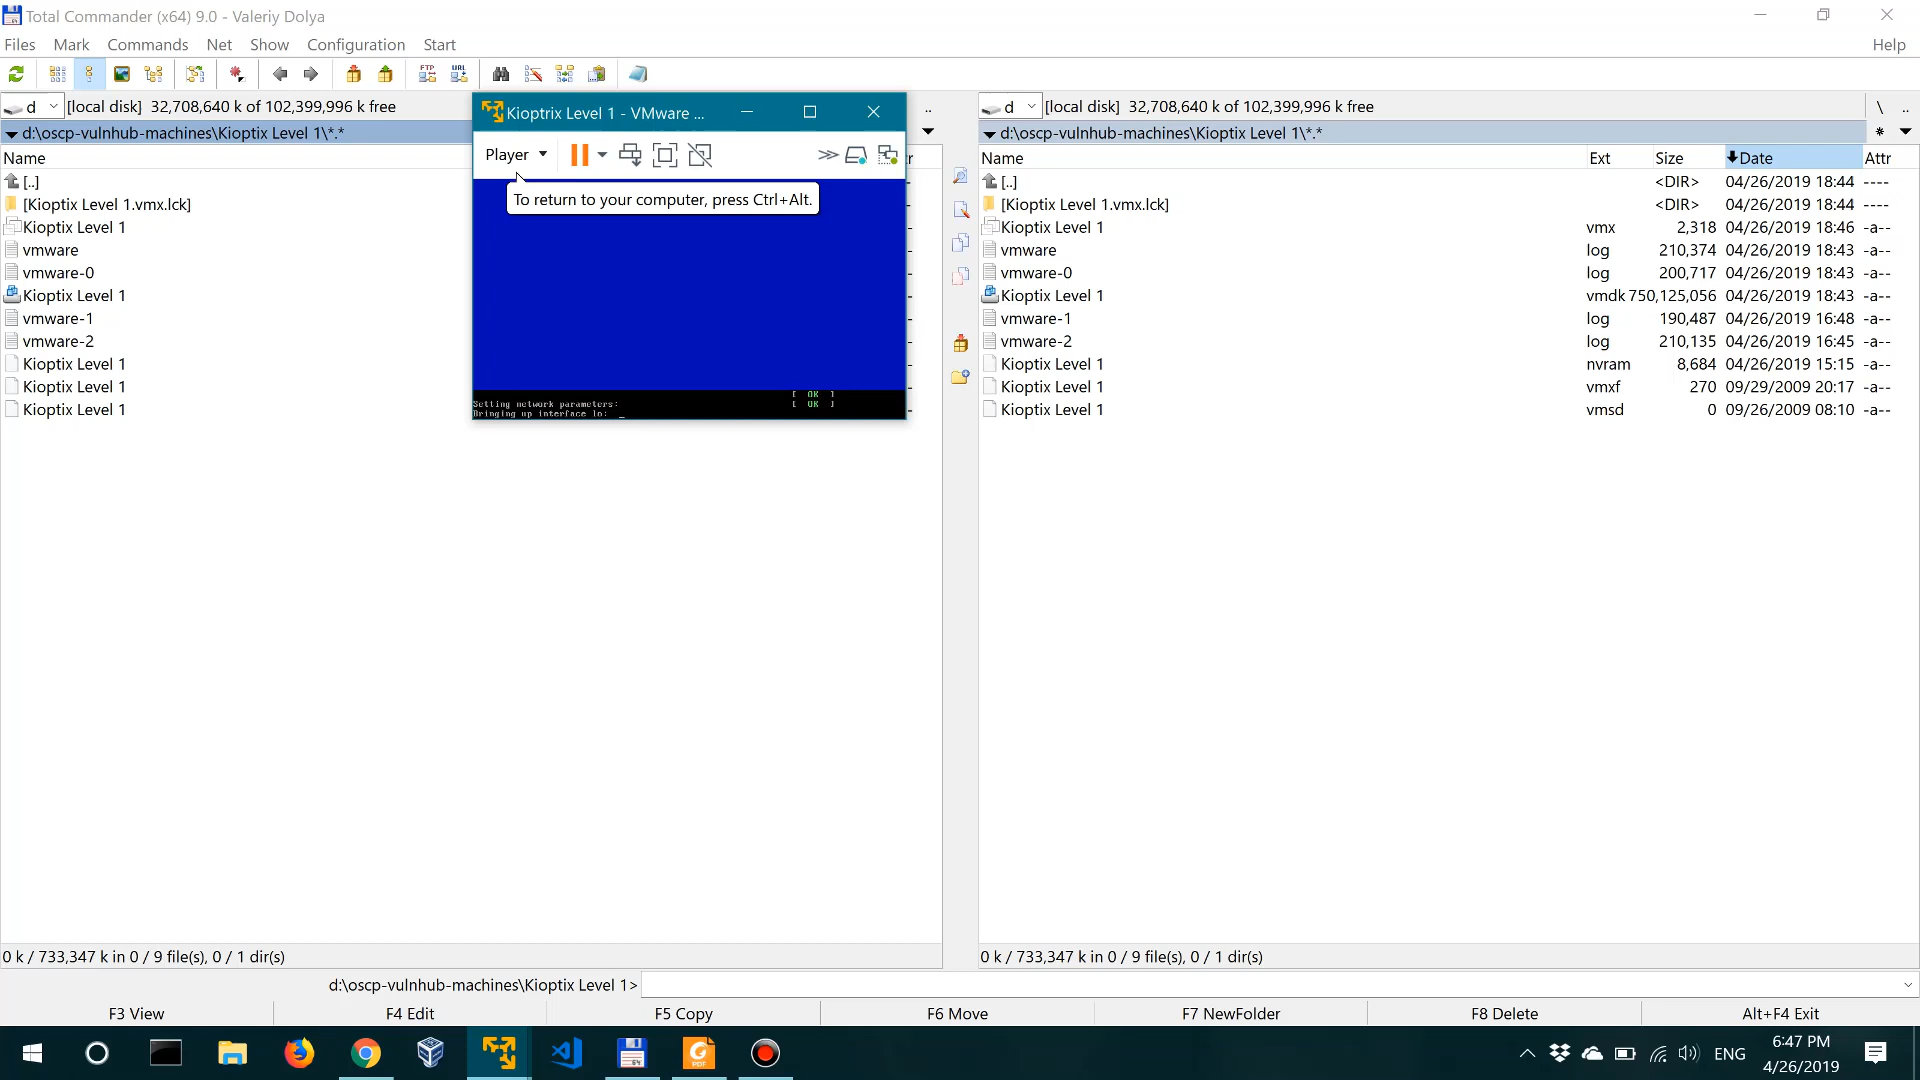 Total Commander (x64) 9.0 - Valeriy Dolya
Files Mark Commands Net Show Configuration Start Help
FTP URL
d [local disk] 32,708,640 k of 102,399,996 k free ..
d:\oscp-vulnhub-machines\Kioptix Level 1\*.*
Name
[..]
[Kioptix Level 1.vmx.lck]
Kioptix Level 1
vmware
vmware-0
Kioptix Level 1
vmware-1
vmware-2
Kioptix Level 1
Kioptix Level 1
Kioptix Level 1
0 k / 733,347 k in 0 / 9 file(s), 0 / 1 dir(s)
Kioptrix Level 1 - VMware ...
Player
To return to your computer, press Ctrl+Alt.
[ OK ]
Setting network parameters: [ OK ]
Bringing up interface lo: _
d [local disk] 32,708,640 k of 102,399,996 k free \ ..
d:\oscp-vulnhub-machines\Kioptix Level 1\*.* *
Name Ext Size Date Attr
[..] <DIR> 04/26/2019 18:44 ----
[Kioptix Level 1.vmx.lck] <DIR> 04/26/2019 18:44 ----
Kioptix Level 1 vmx 2,318 04/26/2019 18:46 -a--
vmware log 210,374 04/26/2019 18:43 -a--
vmware-0 log 200,717 04/26/2019 18:43 -a--
Kioptix Level 1 vmdk 750,125,056 04/26/2019 18:43 -a--
vmware-1 log 190,487 04/26/2019 16:48 -a--
vmware-2 log 210,135 04/26/2019 16:45 -a--
Kioptix Level 1 nvram 8,684 04/26/2019 15:15 -a--
Kioptix Level 1 vmxf 270 09/29/2009 20:17 -a--
Kioptix Level 1 vmsd 0 09/26/2009 08:10 -a--
0 k / 733,347 k in 0 / 9 file(s), 0 / 1 dir(s)
d:\oscp-vulnhub-machines\Kioptix Level 1>
F3 View F4 Edit F5 Copy F6 Move F7 NewFolder F8 Delete Alt+F4 Exit
64 PDF ENG 6:47 PM
4/26/2019